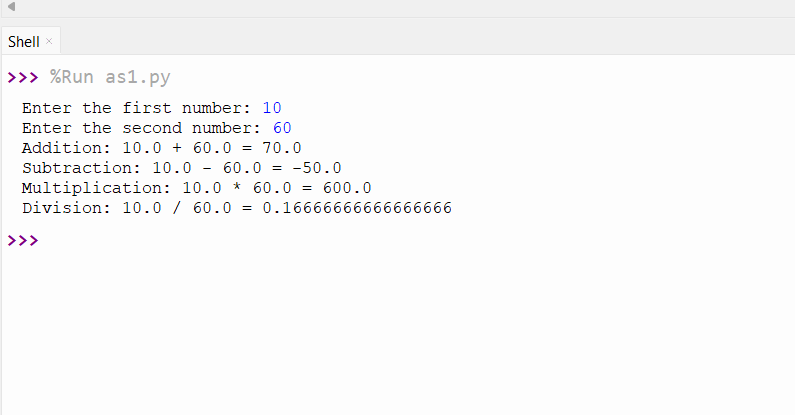 Shell ×
>>> %Run as1.py
Enter the first number: 10
Enter the second number: 60
Addition: 10.0 + 60.0 = 70.0
Subtraction: 10.0 - 60.0 = -50.0
Multiplication: 10.0 * 60.0 = 600.0
Division: 10.0 / 60.0 = 0.16666666666666666
>>>